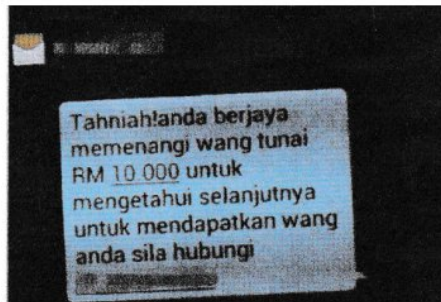 Tahniah!anda berjaya
memenangi wang tunai
RM 10.000 untuk
mengetahui selanjutnya
untuk mendapatkan wang
anda sila hubungi